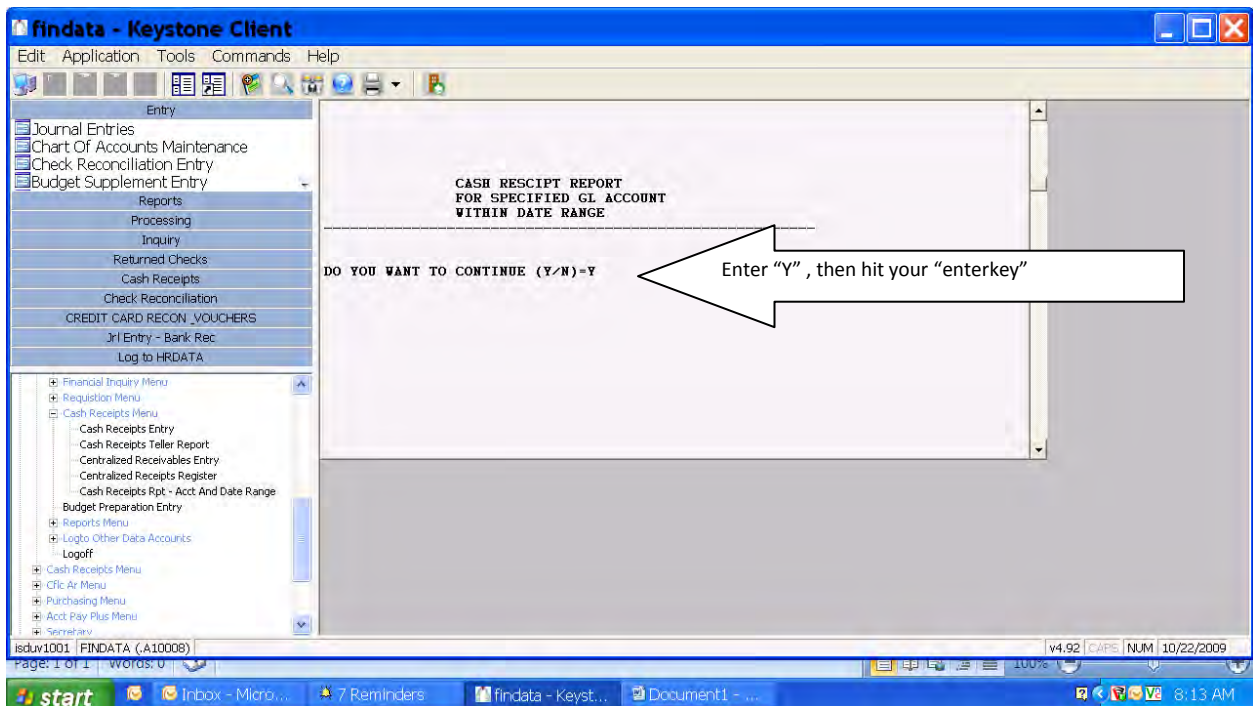 findata - Keystone Client
Edit Application Tools Commands Help
Entry
Journal Entries
Chart Of Accounts Maintenance
Check Reconciliation Entry
Budget Supplement Entry
Reports
Processing
Inquiry
Returned Checks
Cash Receipts
Check Reconciliation
CREDIT CARD RECON _VOUCHERS
Jrl Entry - Bank Rec
Log to HRDATA
Financial Inquiry Menu
Requistion Menu
Cash Receipts Menu
Cash Receipts Entry
Cash Receipts Teller Report
Centralized Receivables Entry
Centralized Receipts Register
Cash Receipts Rpt - Acct And Date Range
Budget Preparation Entry
Reports Menu
Logto Other Data Accounts
Logoff
Cash Receipts Menu
Cflc Ar Menu
Purchasing Menu
Acct Pay Plus Menu
Secretary
CASH RESCIPT REPORT
FOR SPECIFIED GL ACCOUNT
WITHIN DATE RANGE
DO YOU WANT TO CONTINUE (Y/N)=Y
Enter “Y” , then hit your “enterkey”
isduv1001 FINDATA (.A10008) v4.92 CAPS NUM 10/22/2009
Page: 1 of 1 Words: 0 100%
start Inbox - Micro... 7 Reminders findata - Keyst... Document1 - ... 8:13 AM